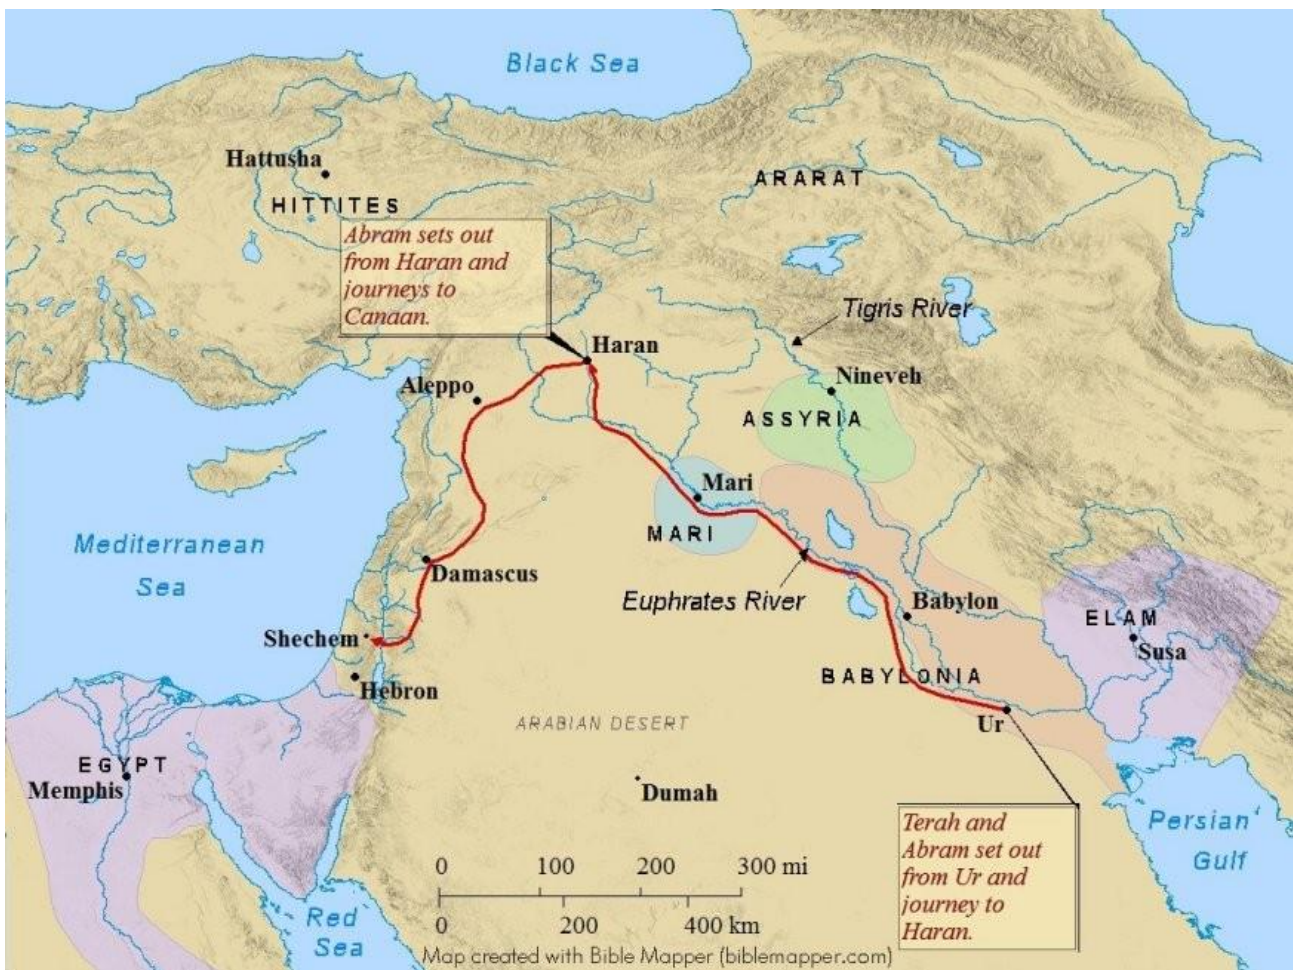 Black Sea
Hattusha
HITTITES
ARARAT
Abram sets out
from Haran and
journeys to
Canaan.
Tigris River
Haran
Aleppo
Nineveh
ASSYRIA
Mari
MARI
Mediterranean
Sea
Damascus
Euphrates River
Babylon
ELAM
Susa
Shechem
Hebron
BABYLONIA
Ur
ARABIAN DESERT
EGYPT
Memphis
Dumah
Terah and
Abram set out
from Ur and
journey to
Haran.
Persian
Gulf
Red
Sea
0 100 200 300 mi
0 200 400 km
Map created with Bible Mapper (biblemapper.com)